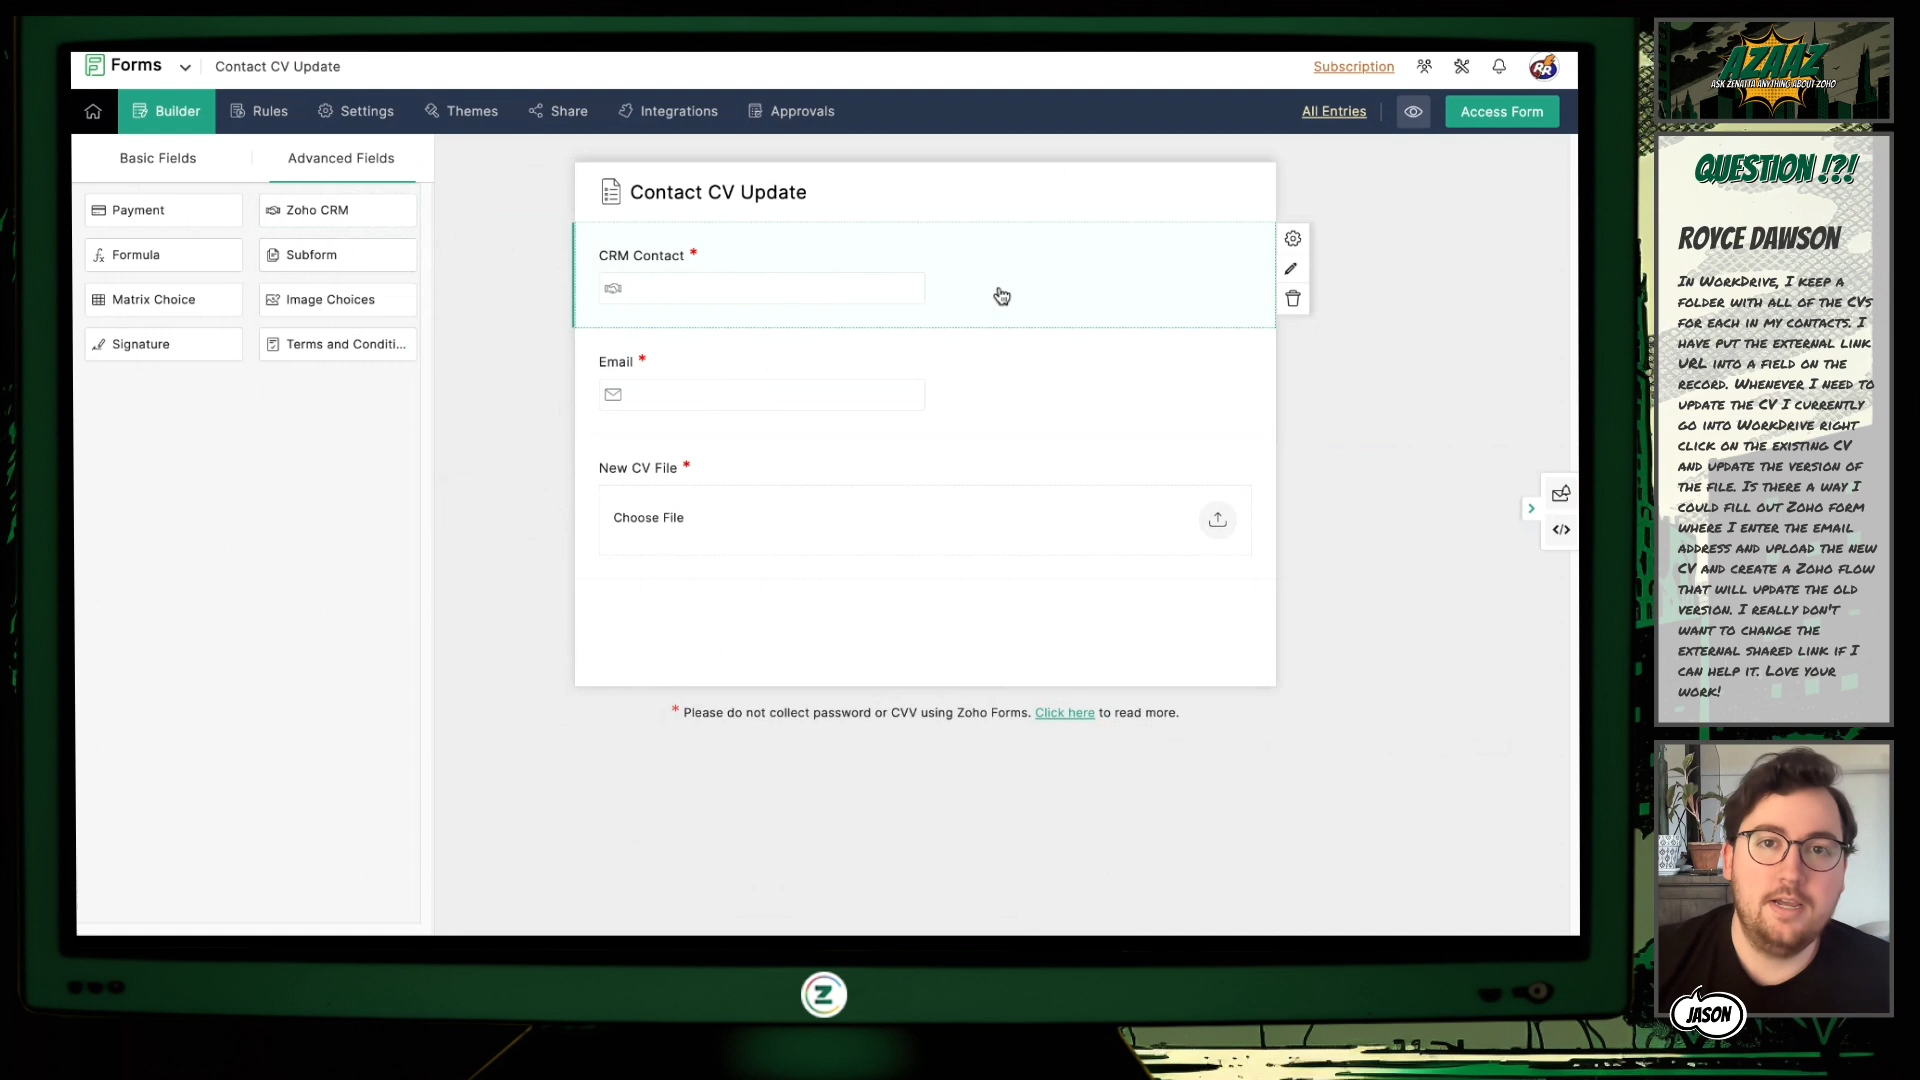 Forms
Contact CV Update
Subscription
RR
Builder
Rules
Settings
Themes
Share
Integrations
Approvals
All Entries
Access Form
Basic Fields
Advanced Fields
Payment
Zoho CRM
Formula
Subform
Matrix Choice
Image Choices
Signature
Terms and Conditi...
Contact CV Update
CRM Contact *
Email *
New CV File *
Choose File
* Please do not collect password or CVV using Zoho Forms. Click here to read more.
Z
AZAAZ
ASK ZENATTA ANYTHING ABOUT ZOHO
QUESTION !?!
ROYCE DAWSON
IN WORKDRIVE, I KEEP A
FOLDER WITH ALL OF THE CVS
FOR EACH IN MY CONTACTS. I
HAVE PUT THE EXTERNAL LINK
URL INTO A FIELD ON THE
RECORD. WHENEVER I NEED TO
UPDATE THE CV I CURRENTLY
GO INTO WORKDRIVE RIGHT
CLICK ON THE EXISTING CV
AND UPDATE THE VERSION OF
THE FILE. IS THERE A WAY I
COULD FILL OUT ZOHO FORM
WHERE I ENTER THE EMAIL
ADDRESS AND UPLOAD THE NEW
CV AND CREATE A ZOHO FLOW
THAT WILL UPDATE THE OLD
VERSION. I REALLY DON'T
WANT TO CHANGE THE
EXTERNAL SHARED LINK IF I
CAN HELP IT. LOVE YOUR
WORK!
JASON